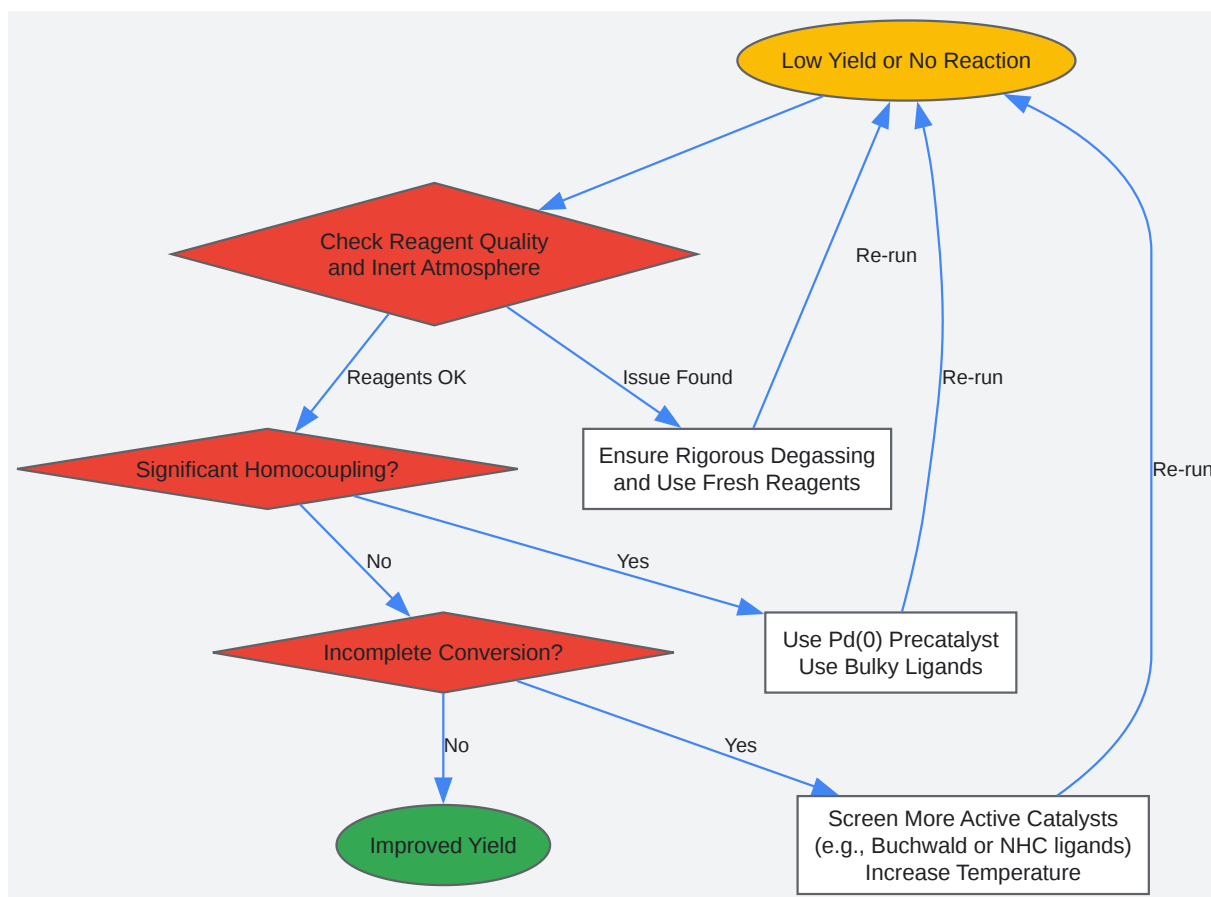 Low Yield or No Reaction
Check Reagent Quality
and Inert Atmosphere
Re-run
Reagents OK
Issue Found
Re-run
Significant Homocoupling?
Ensure Rigorous Degassing
and Use Fresh Reagents
Re-run
No
Yes
Incomplete Conversion?
Use Pd(0) Precatalyst
Use Bulky Ligands
No
Yes
Improved Yield
Screen More Active Catalysts
(e.g., Buchwald or NHC ligands)
Increase Temperature